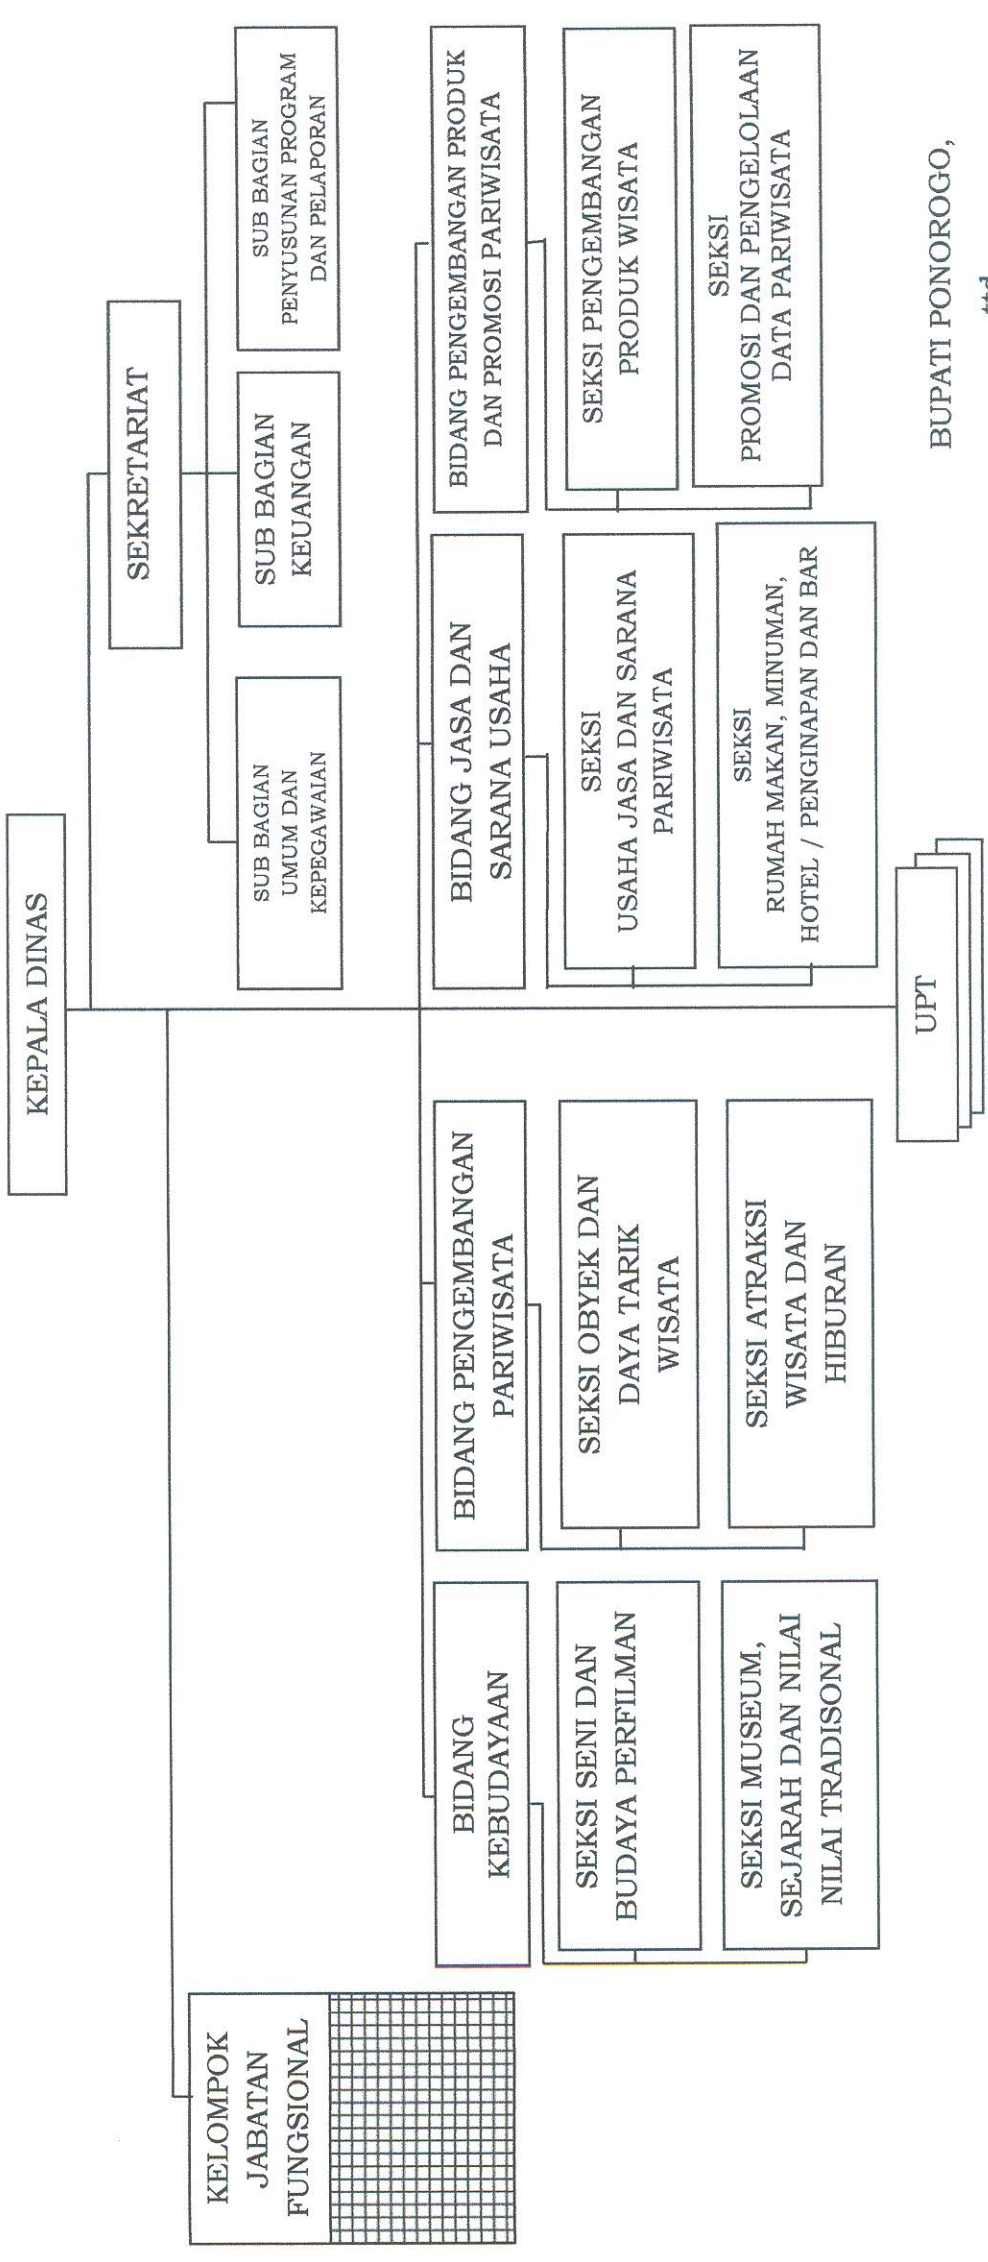 KEPALA DINAS
SEKRETARIAT
SUB BAGIAN
UMUM DAN
KEPEGAWAIAN
SUB BAGIAN
KEUANGAN
SUB BAGIAN
PENYUSUNAN PROGRAM
DAN PELAPORAN
KELOMPOK
JABATAN
FUNGSIONAL
BIDANG
KEBUDAYAAN
SEKSI SENI DAN
BUDAYA PERFILMAN
SEKSI MUSEUM,
SEJARAH DAN NILAI
NILAI TRADISONAL
BIDANG PENGEMBANGAN
PARIWISATA
SEKSI OBYEK DAN
DAYA TARIK
WISATA
SEKSI ATRAKSI
WISATA DAN
HIBURAN
BIDANG JASA DAN
SARANA USAHA
SEKSI
USAHA JASA DAN SARANA
PARIWISATA
SEKSI
RUMAH MAKAN, MINUMAN,
HOTEL / PENGINAPAN DAN BAR
BIDANG PENGEMBANGAN PRODUK
DAN PROMOSI PARIWISATA
SEKSI PENGEMBANGAN
PRODUK WISATA
SEKSI
PROMOSI DAN PENGELOLAAN
DATA PARIWISATA
UPT
BUPATI PONOROGO,